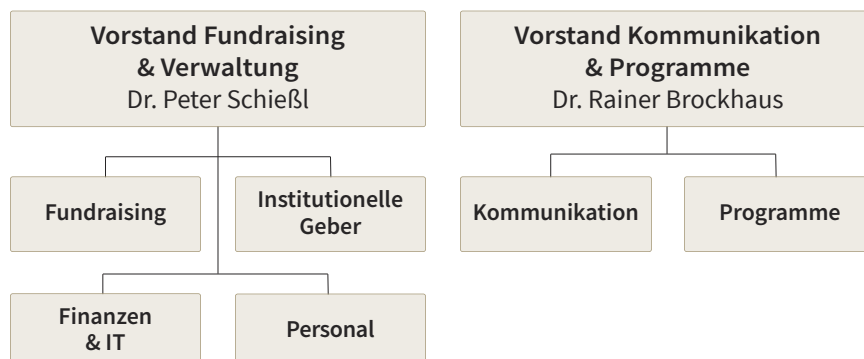 Vorstand Fundraising
& Verwaltung
Dr. Peter Schießl
Vorstand Kommunikation
& Programme
Dr. Rainer Brockhaus
Fundraising
Institutionelle
Geber
Kommunikation
Programme
Finanzen
& IT
Personal